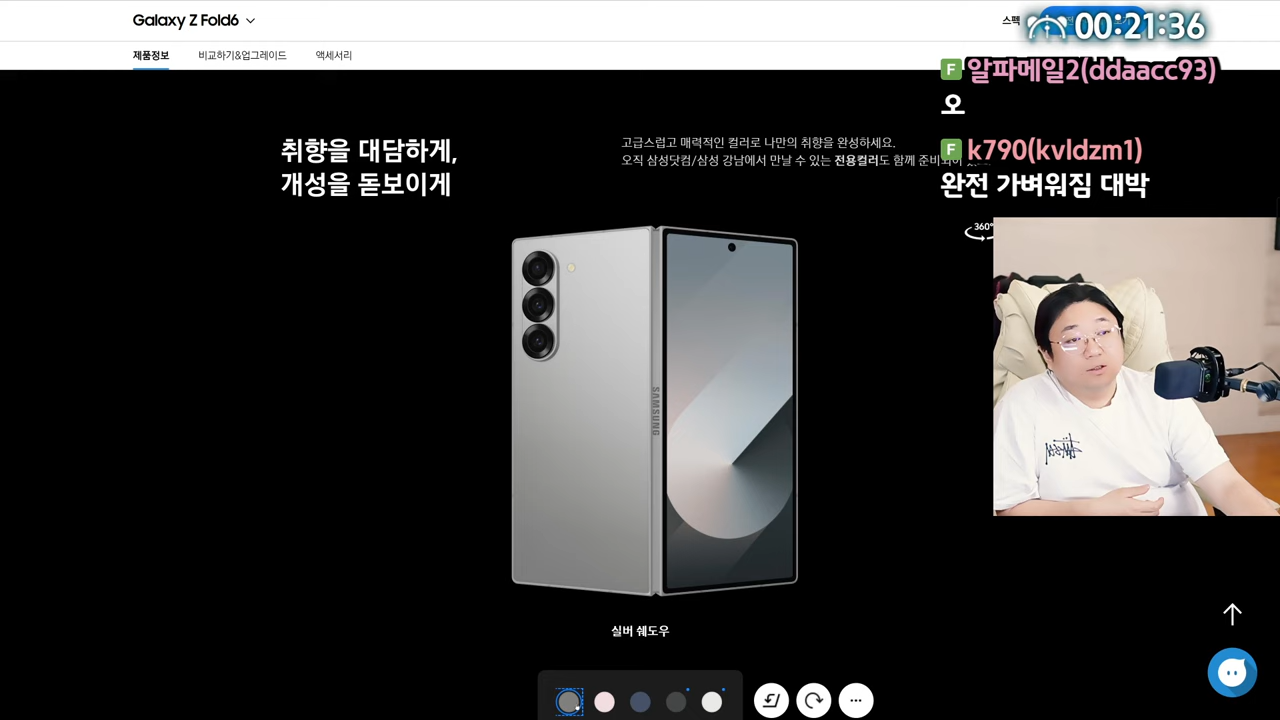 Galaxy Z Fold6
스펙
00:21:36
제품정보
비교하기&업그레이드
액세서리
F 알파메일2(ddaacc93)
오
F k790(kvldzm1)
완전 가벼워짐 대박
취향을 대담하게,
개성을 돋보이게
고급스럽고 매력적인 컬러로 나만의 취향을 완성하세요.
오직 삼성닷컴/삼성 강남에서 만날 수 있는 전용컬러도 함께
360°
SAMSUNG
실버 쉐도우